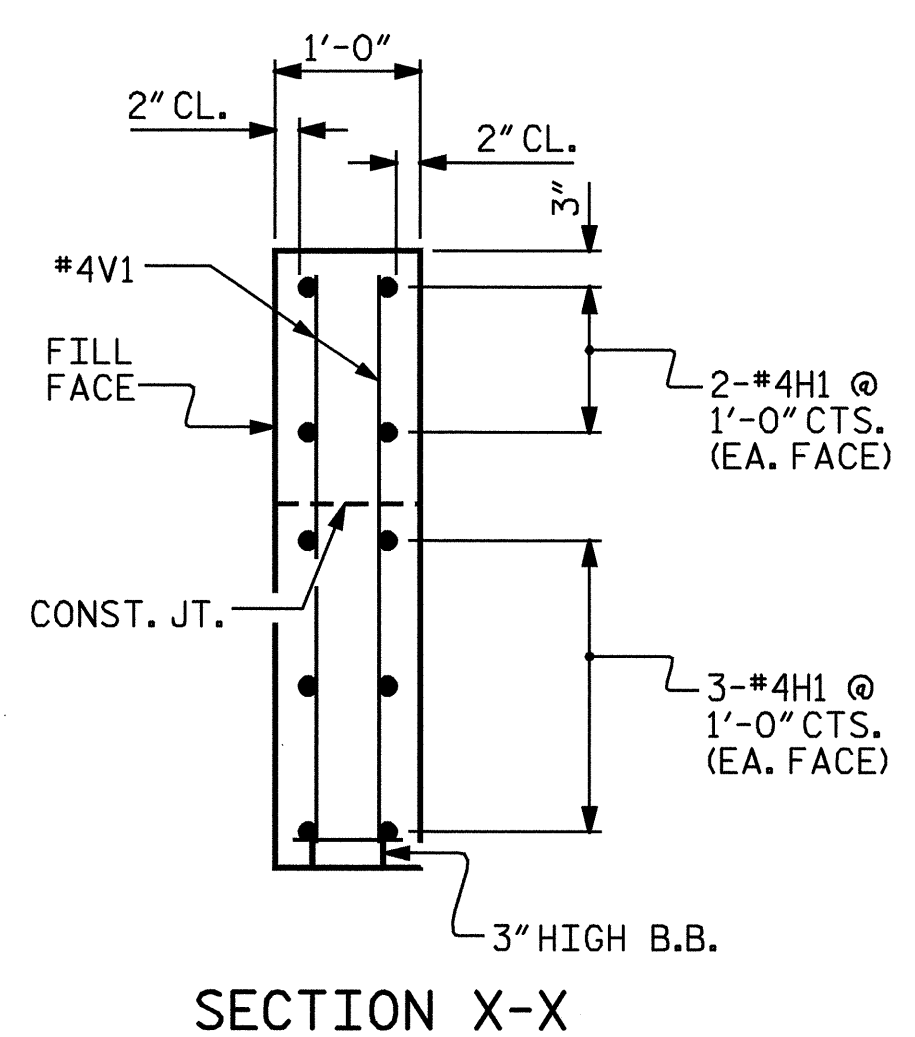 1'-0"
2" CL.
2" CL.
3"
#4V1
FILL
FACE
2-#4H1 @
1'-0" CTS.
(EA. FACE)
CONST. JT.
3-#4H1 @
1'-0" CTS.
(EA. FACE)
3" HIGH B.B.
SECTION X-X